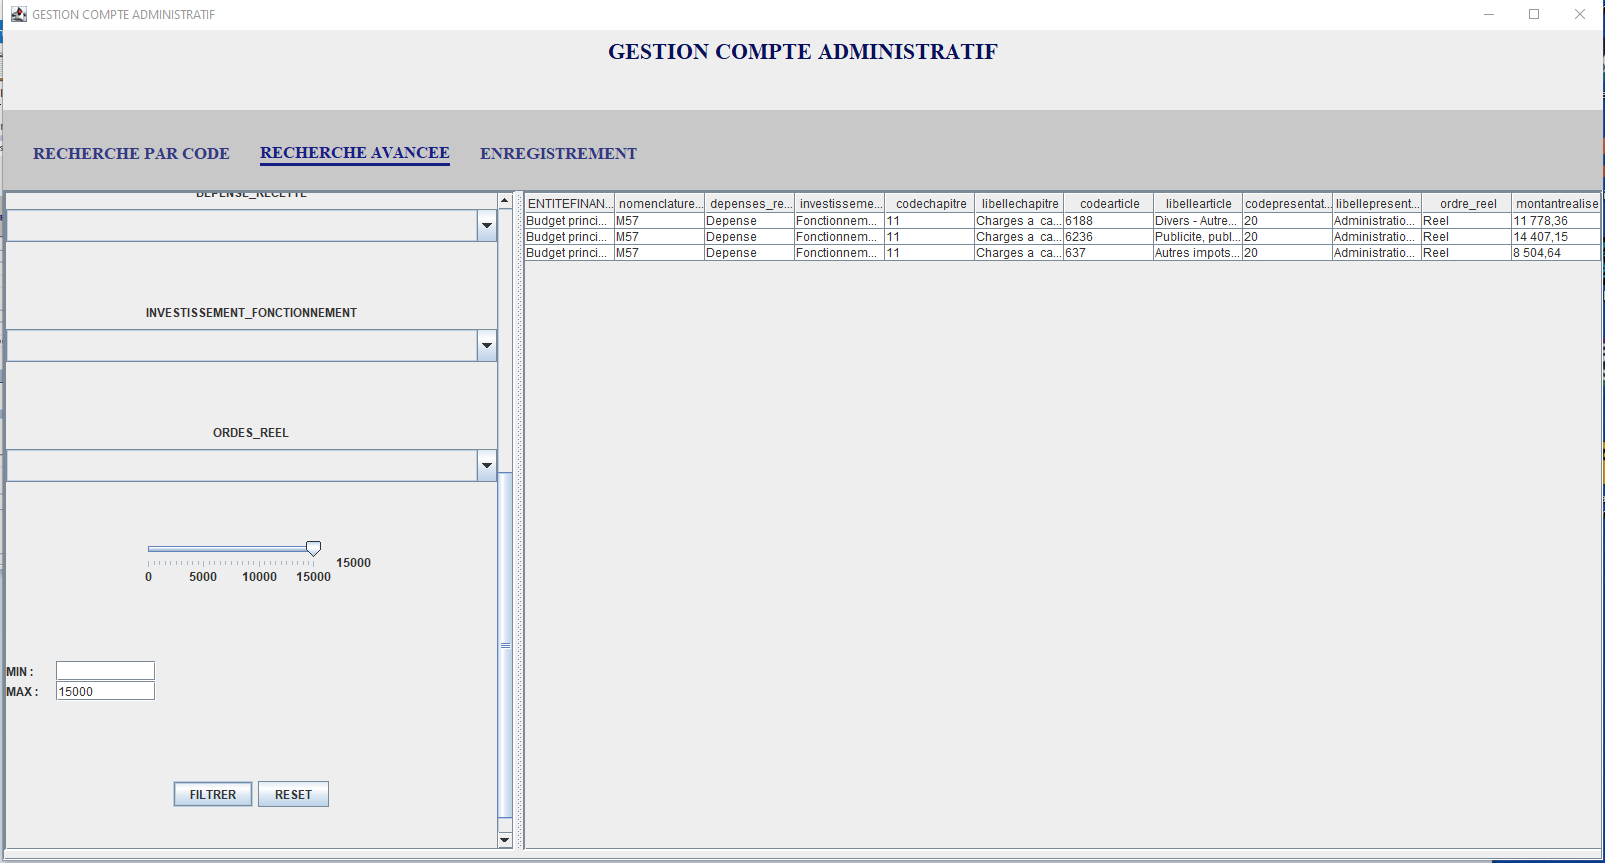 GESTION COMPTE ADMINISTRATIF
GESTION COMPTE ADMINISTRATIF
RECHERCHE PAR CODE RECHERCHE AVANCEE ENREGISTREMENT
DEPENSE_RECETTE
INVESTISSEMENT_FONCTIONNEMENT
ORDES_REEL
15000
0 5000 10000 15000
MIN :
MAX : 15000
FILTRER RESET
ENTITEFINAN... nomenclature... depenses_re... investisseme... codechapitre libellechapitre codearticle libellearticle codepresentat... libellepresent... ordre_reel montantrealise
Budget princi... M57 Depense Fonctionnem... 11 Charges a ca... 6188 Divers - Autre... 20 Administratio... Reel 11 778,36
Budget princi... M57 Depense Fonctionnem... 11 Charges a ca... 6236 Publicite, publ... 20 Administratio... Reel 14 407,15
Budget princi... M57 Depense Fonctionnem... 11 Charges a ca... 637 Autres impots... 20 Administratio... Reel 8 504,64